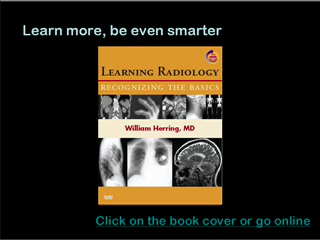 Learn more, be even smarter
LEARNING RADIOLOGY
RECOGNIZING THE BASICS
William Herring, MD
Click on the book cover or go online